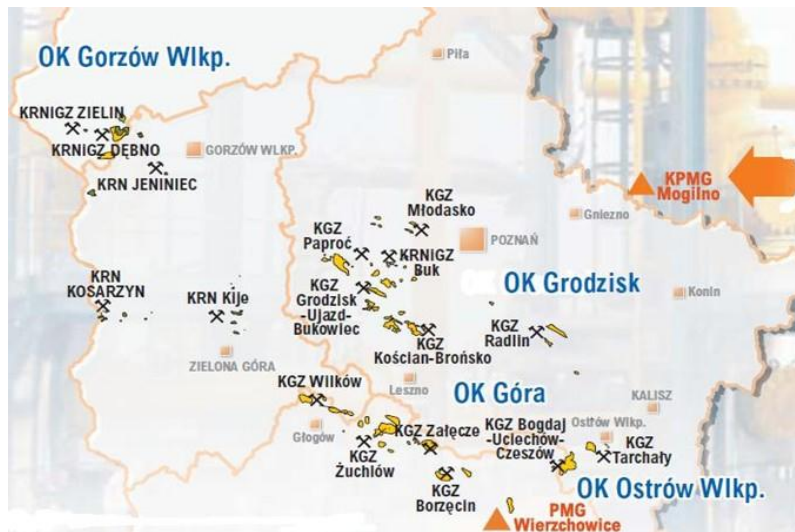 OK Gorzów Wlkp.
Piła
KRNIGZ ZIELIN
KRNIGZ DĘBNO
GORZÓW WLKP.
KRN JENINIEC
KPMG
Mogilno
KGZ
Młodasko
Gniezno
KGZ
Paproć
POZNAŃ
KRNIGZ
Buk
KRN
KOSARZYN
KRN Kije
KGZ
Grodzisk
-Ujazd-
Bukowiec
OK Grodzisk
Konin
KGZ
Radlin
KGZ
Kościan-Brońsko
ZIELONA GÓRA
KGZ Wilków
Leszno
OK Góra
KALISZ
Głogów
KGZ Załęcze
KGZ Bogdaj
-Uciechów-
Czeszów
Ostrów Wlkp.
KGZ
Tarchały
KGZ
Żuchlów
KGZ
Borzęcin
OK Ostrów Wlkp.
PMG
Wierzchowice